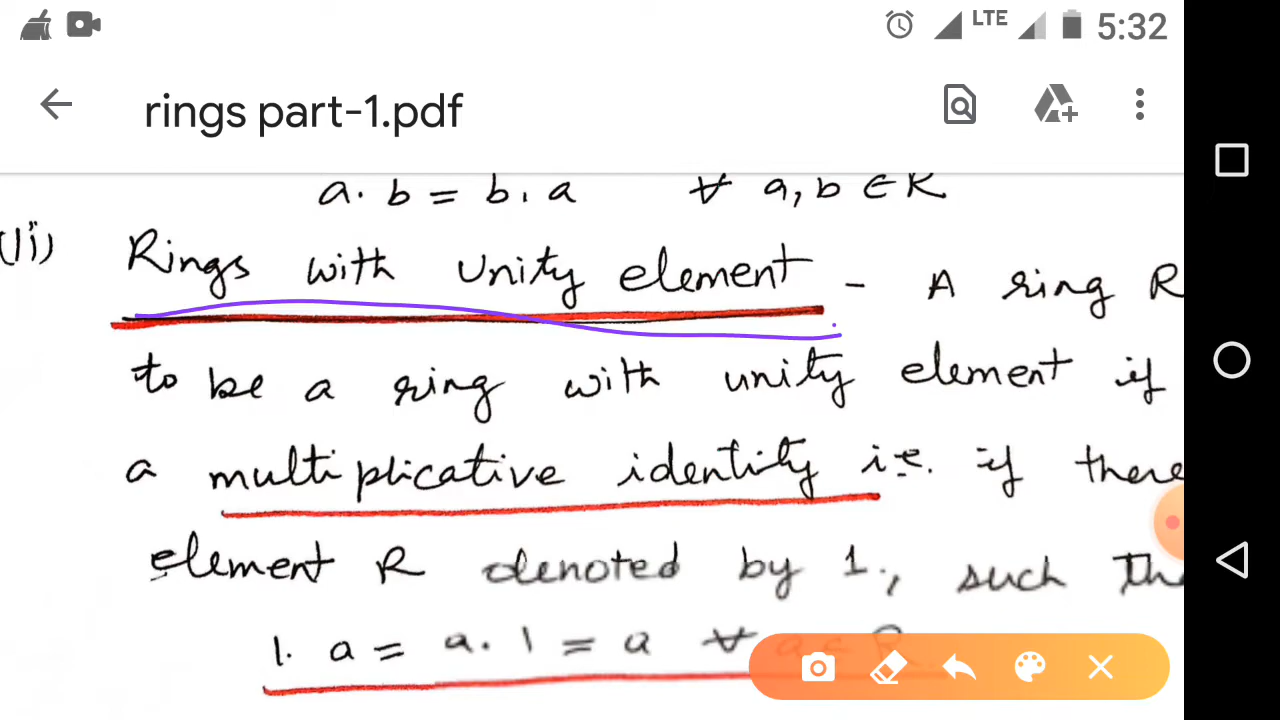 LTE 5:32
rings part-1.pdf
a. b = b. a ∀ a, b ∈ R
(ii) Rings with Unity element - A ring R
to be a ring with unity element if
a multiplicative identity i.e. if there
element R denoted by 1., such
1. a = a. 1 = a ∀ a ∈ R